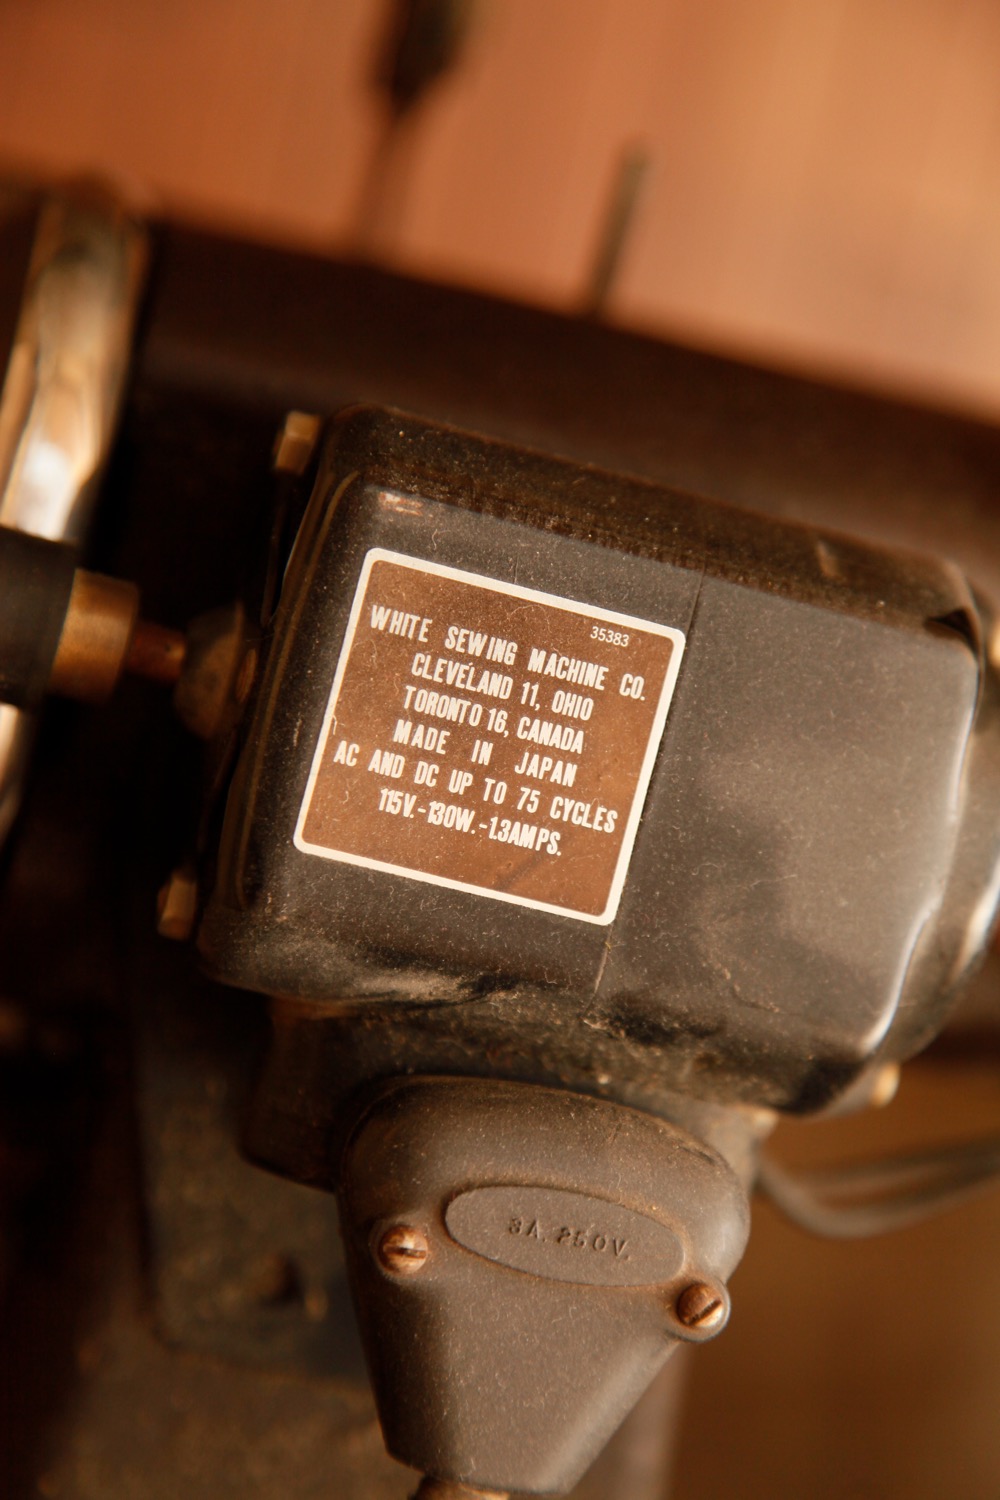 35383
WHITE SEWING MACHINE CO.
CLEVELAND 11, OHIO
TORONTO 16, CANADA
MADE IN JAPAN
AC AND DC UP TO 75 CYCLES
115V.-130W.-1.3AMPS.
3A. 250V.